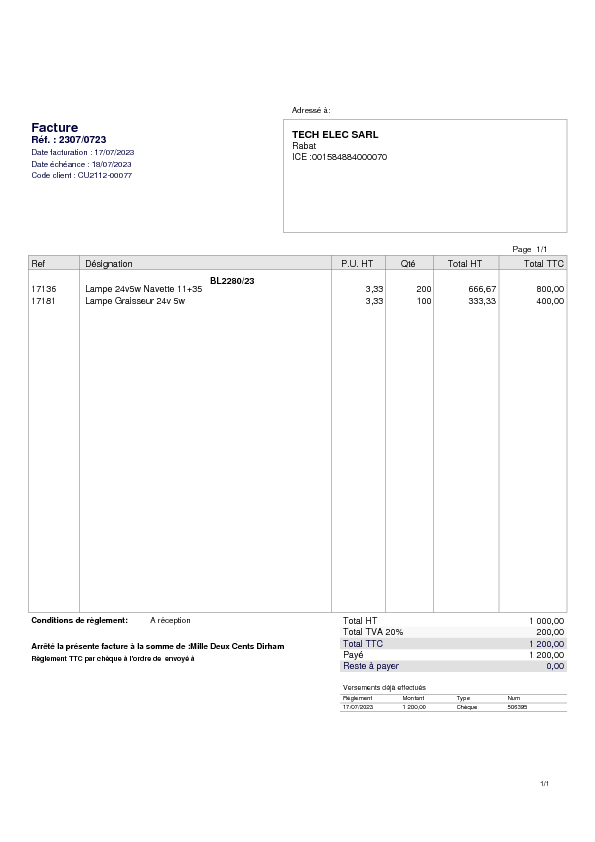 Adressé à:
Facture
Réf. : 2307/0723
Date facturation : 17/07/2023
Date échéance : 18/07/2023
Code client : CU2112-00077
TECH ELEC SARL
Rabat
ICE :001584884000070
Page 1/1
Ref Désignation P.U. HT Qté Total HT Total TTC
BL2280/23
17136 Lampe 24v5w Navette 11+35 3,33 200 666,67 800,00
17181 Lampe Graisseur 24v 5w 3,33 100 333,33 400,00
Conditions de règlement: A réception
Arrêté la présente facture à la somme de :Mille Deux Cents Dirham
Règlement TTC par chèque à l'ordre de envoyé à
Total HT 1 000,00
Total TVA 20% 200,00
Total TTC 1 200,00
Payé 1 200,00
Reste à payer 0,00
Versements déjà effectués
Règlement Montant Type Num
17/07/2023 1 200,00 Chèque 506395
1/1